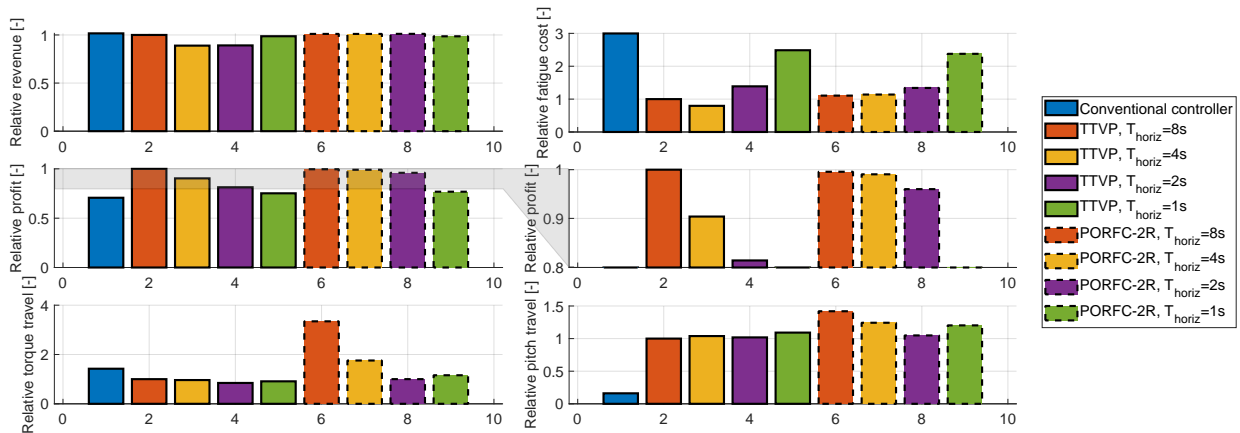 Relative revenue [-]
1
0.5
0
0 2 4 6 8 10
Relative fatigue cost [-]
3
2
1
0
0 2 4 6 8 10
Relative profit [-]
1
0.5
0
0 2 4 6 8 10
Relative profit [-]
1
0.9
0.8
0 2 4 6 8 10
Relative torque travel [-]
4
2
0
0 2 4 6 8 10
Relative pitch travel [-]
1.5
1
0.5
0
0 2 4 6 8 10
Conventional controller
TTVP, T_horiz=8s
TTVP, T_horiz=4s
TTVP, T_horiz=2s
TTVP, T_horiz=1s
PORFC-2R, T_horiz=8s
PORFC-2R, T_horiz=4s
PORFC-2R, T_horiz=2s
PORFC-2R, T_horiz=1s